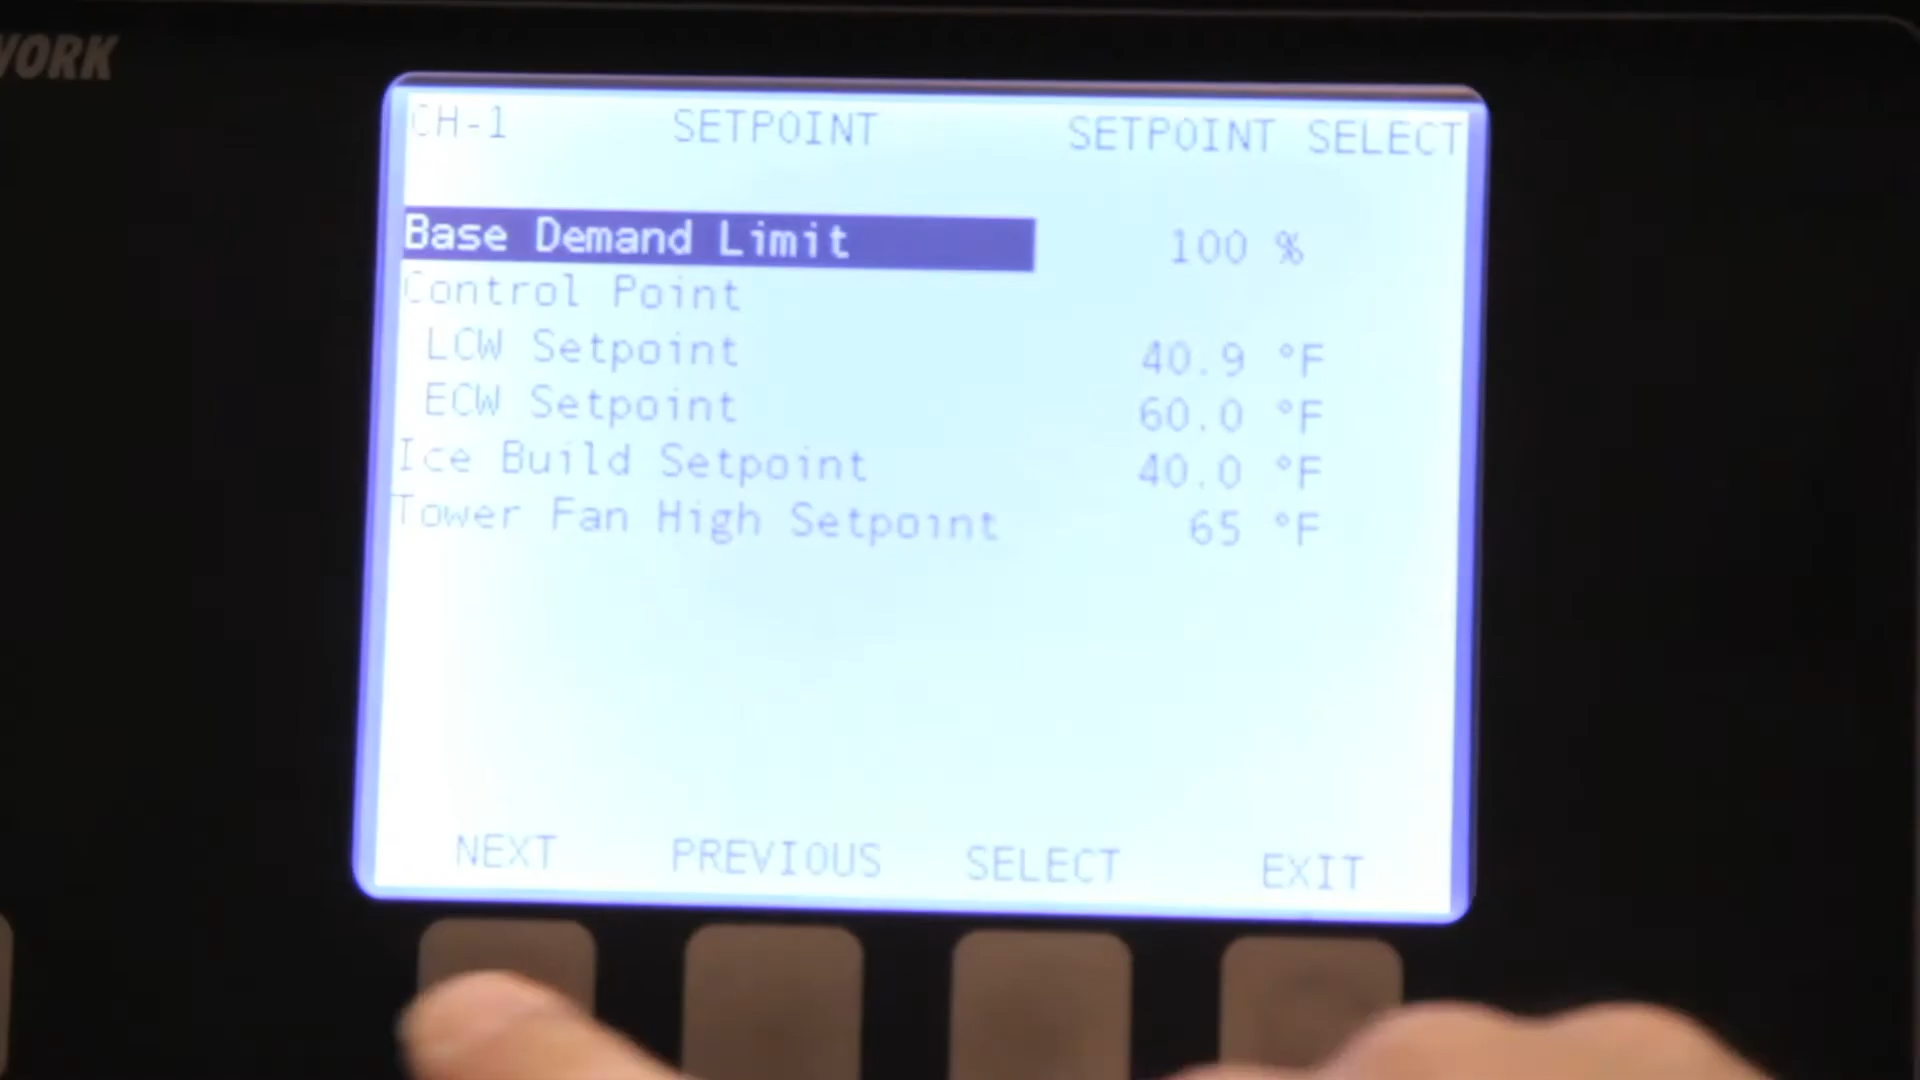 WORK
CH-1 SETPOINT SETPOINT SELECT
Base Demand Limit 100 %
Control Point
LCW Setpoint 40.9 °F
ECW Setpoint 60.0 °F
Ice Build Setpoint 40.0 °F
Tower Fan High Setpoint 65 °F
NEXT PREVIOUS SELECT EXIT